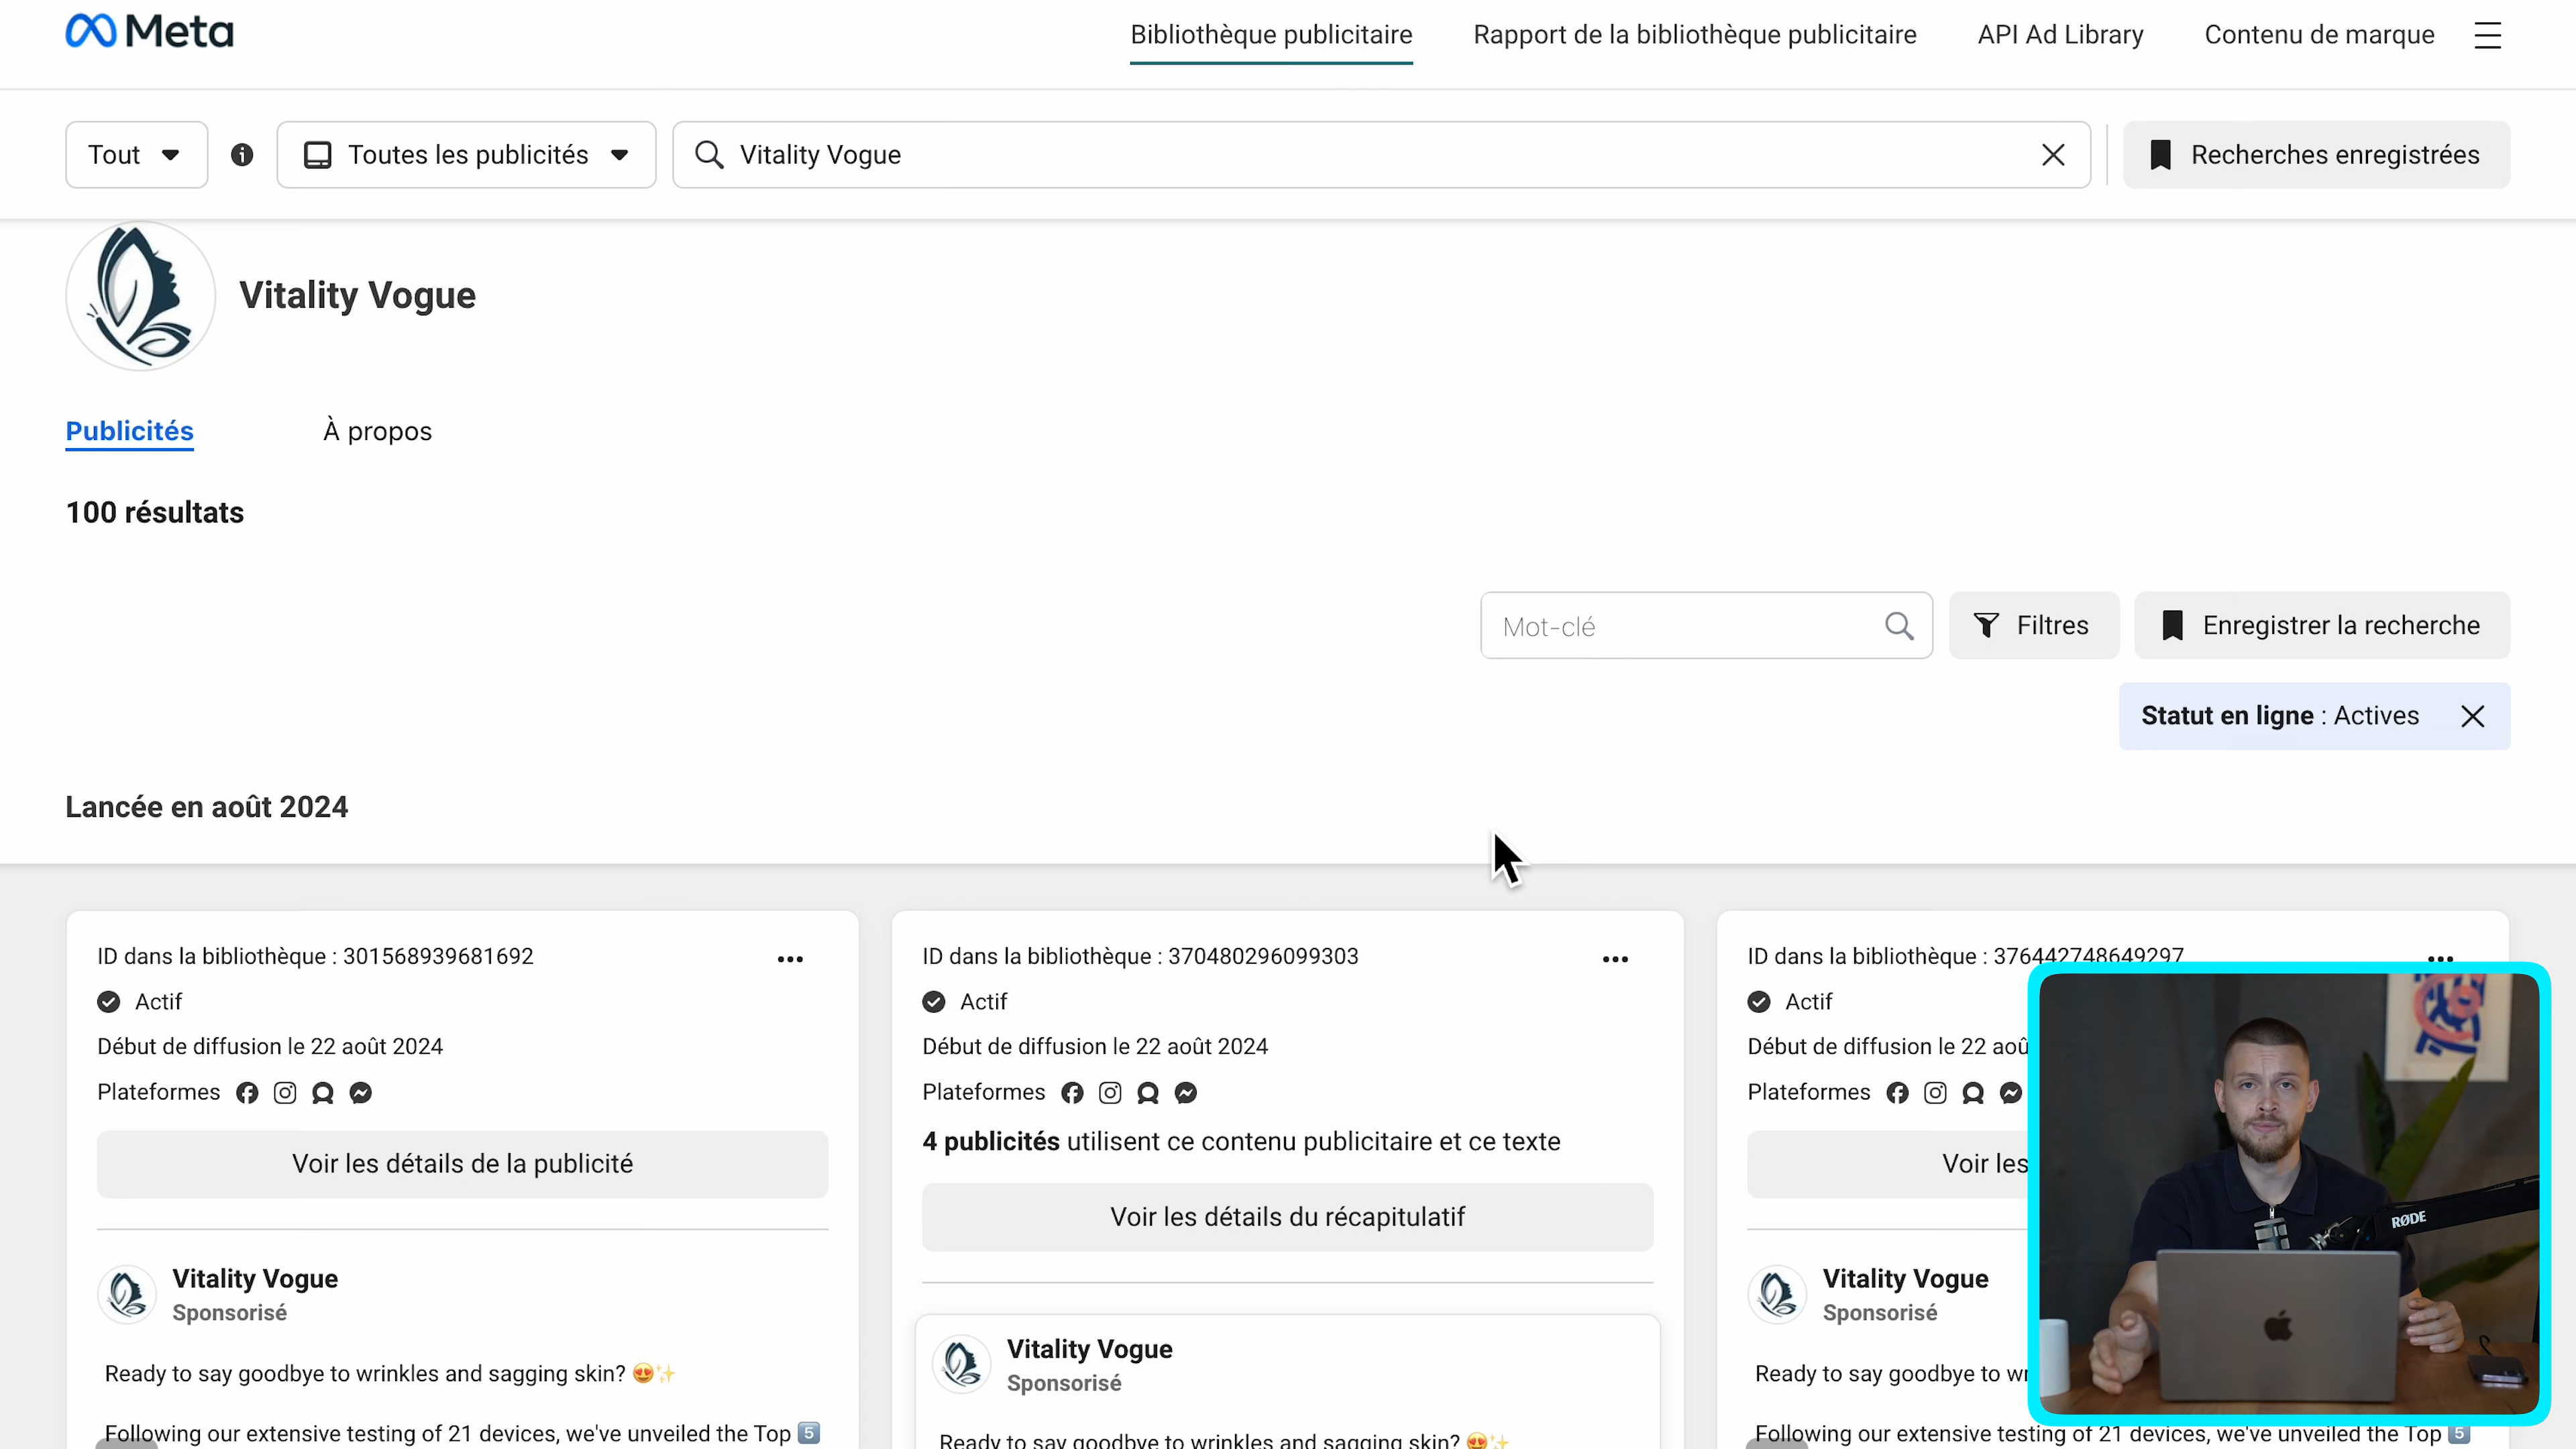 Meta
Bibliothèque publicitaire
Rapport de la bibliothèque publicitaire
API Ad Library
Contenu de marque
Tout
Toutes les publicités
Vitality Vogue
Recherches enregistrées
Vitality Vogue
Publicités
À propos
100 résultats
Mot-clé
Filtres
Enregistrer la recherche
Statut en ligne : Actives
Lancée en août 2024
ID dans la bibliothèque : 301568939681692
Actif
Début de diffusion le 22 août 2024
Plateformes
Voir les détails de la publicité
Vitality Vogue
Sponsorisé
Ready to say goodbye to wrinkles and sagging skin? 😍✨
Following our extensive testing of 21 devices, we've unveiled the Top 5️⃣
ID dans la bibliothèque : 370480296099303
Actif
Début de diffusion le 22 août 2024
Plateformes
4 publicités utilisent ce contenu publicitaire et ce texte
Voir les détails du récapitulatif
Vitality Vogue
Sponsorisé
Ready to say goodbye to wrinkles and sagging skin? 😍✨
ID dans la bibliothèque : 376442748649297
Actif
Début de diffusion le 22 aoû
Plateformes
Voir les
Vitality Vogue
Sponsorisé
Ready to say goodbye to wr
Following our extensive testing of 21 devices, we've unveiled the Top 5️⃣
RØDE